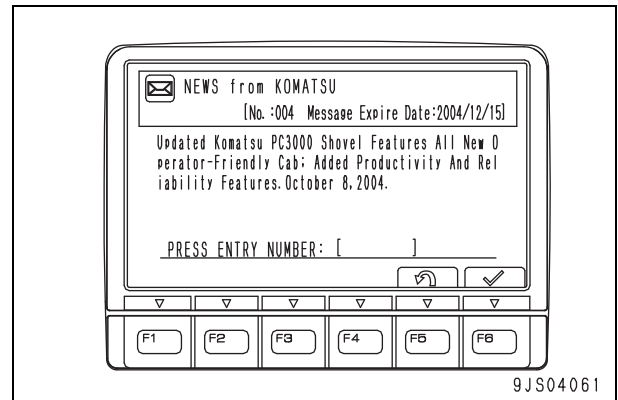 NEWS from KOMATSU
[No.:004 Message Expire Date:2004/12/15]
Updated Komatsu PC3000 Shovel Features All New O
perator-Friendly Cab; Added Productivity And Rel
iability Features.October 8,2004.
PRESS ENTRY NUMBER: [ ]
F1 F2 F3 F4 F5 F6
9JS04061